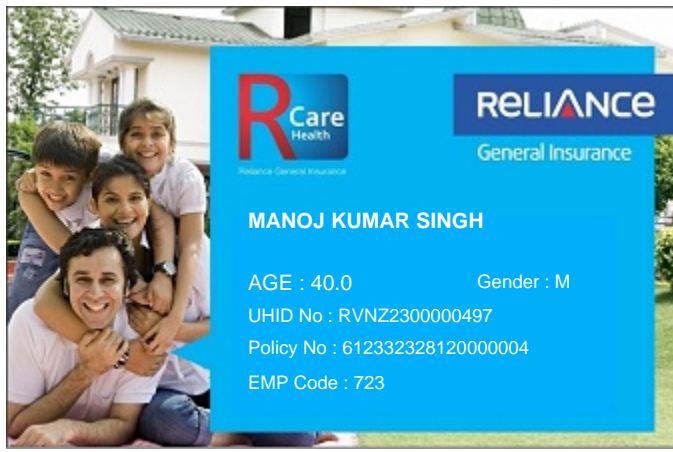 R Care
Health
Reliance General Insurance
RELIANCE
General Insurance
MANOJ KUMAR SINGH
AGE : 40.0 Gender : M
UHID No : RVNZ2300000497
Policy No : 612332328120000004
EMP Code : 723